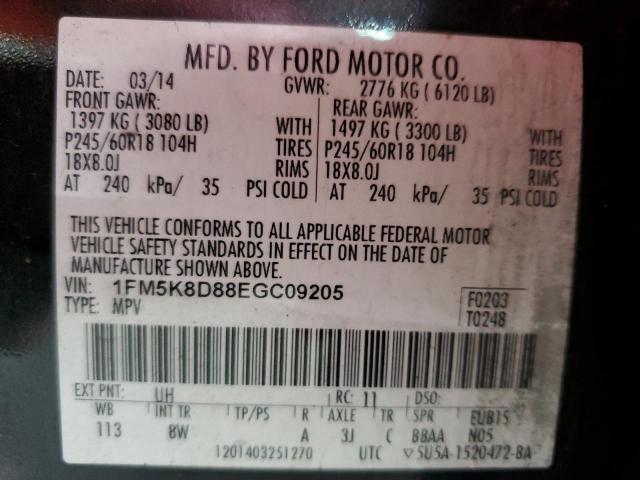 MFD. BY FORD MOTOR CO.
DATE: 03/14 GVWR: 2776 KG ( 6120 LB)
FRONT GAWR: REAR GAWR:
1397 KG ( 3080 LB) WITH 1497 KG ( 3300 LB) WITH
P245/60R18 104H TIRES P245/60R18 104H TIRES
18X8.0J RIMS 18X8.0J RIMS
AT 240 kPa/ 35 PSI COLD AT 240 kPa/ 35 PSI COLD
THIS VEHICLE CONFORMS TO ALL APPLICABLE FEDERAL MOTOR
VEHICLE SAFETY STANDARDS IN EFFECT ON THE DATE OF
MANUFACTURE SHOWN ABOVE.
VIN: 1FM5K8D88EGC09205 F0203
TYPE: MPV T0248
EXT PNT: UH RC: 11 DSO:
WB INT TR TP/PS R AXLE TR SPR EUB15
113 8W A 3J C BBAA N05
1201403251270 UTC ▽5U5A-1520472-BA